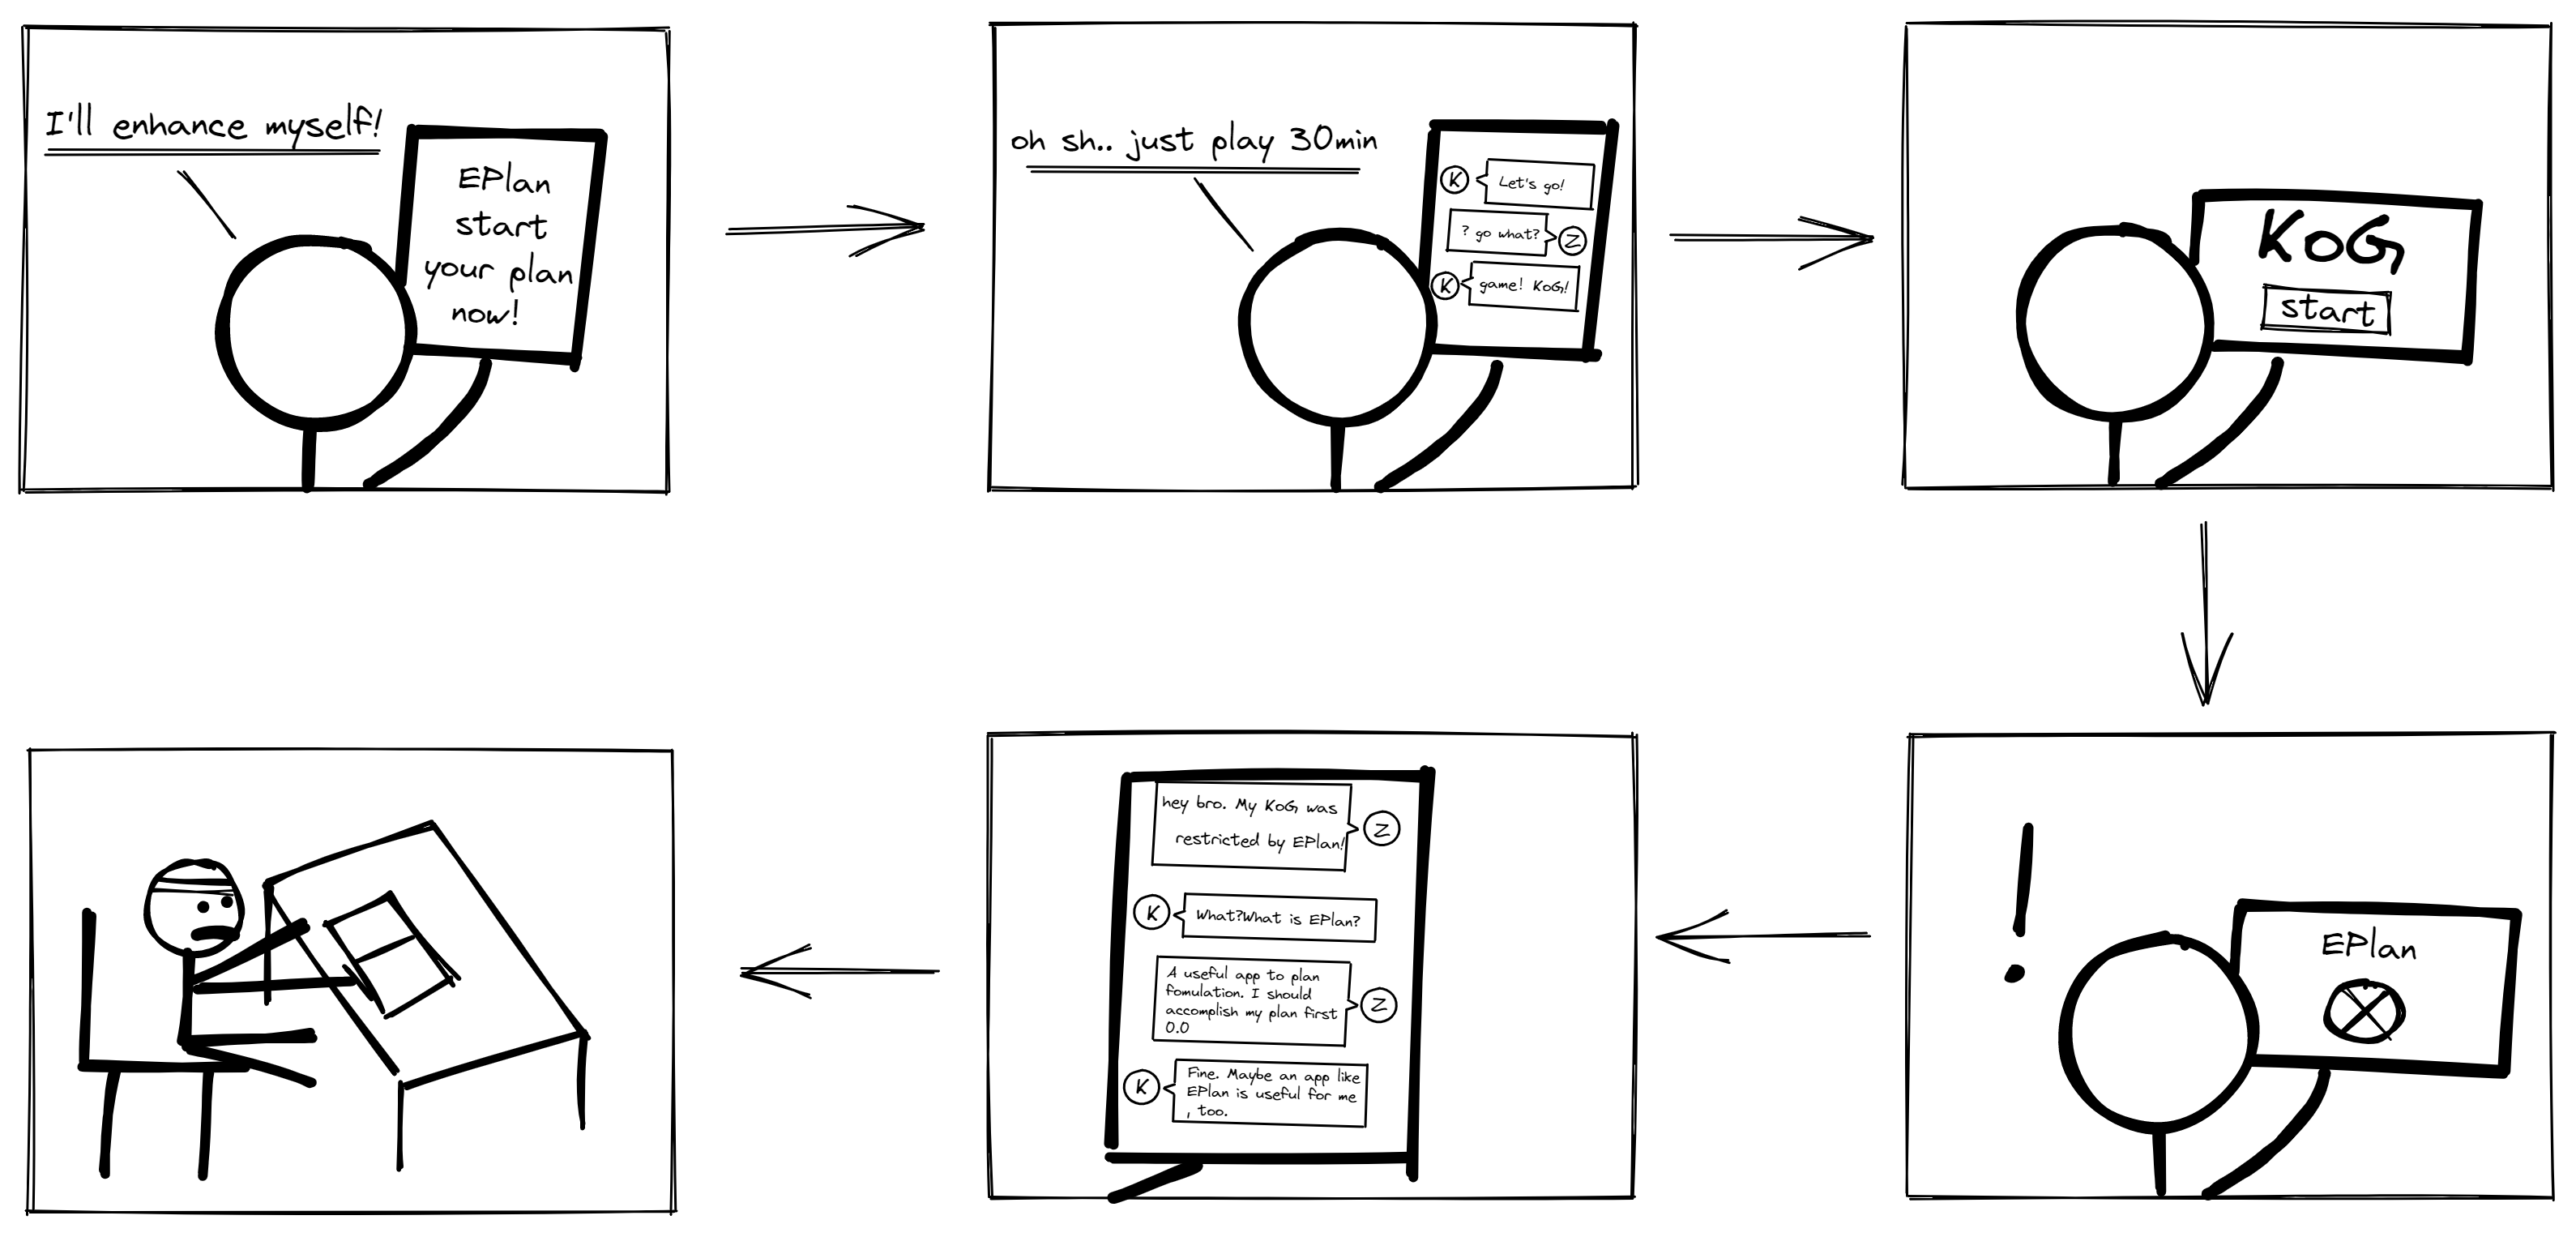 I'll enhance myself!
EPlan
start
your plan
now!
oh sh.. just play 30min
K
Let's go!
? go what?
Z
K
game! KoG!
KoG
start
EPlan
hey bro. My KoG was
restricted by EPlan!
Z
K
What?What is EPlan?
A useful app to plan
fomulation. I should
accomplish my plan first
0.0
Z
K
Fine. Maybe an app like
EPlan is useful for me
, too.
!